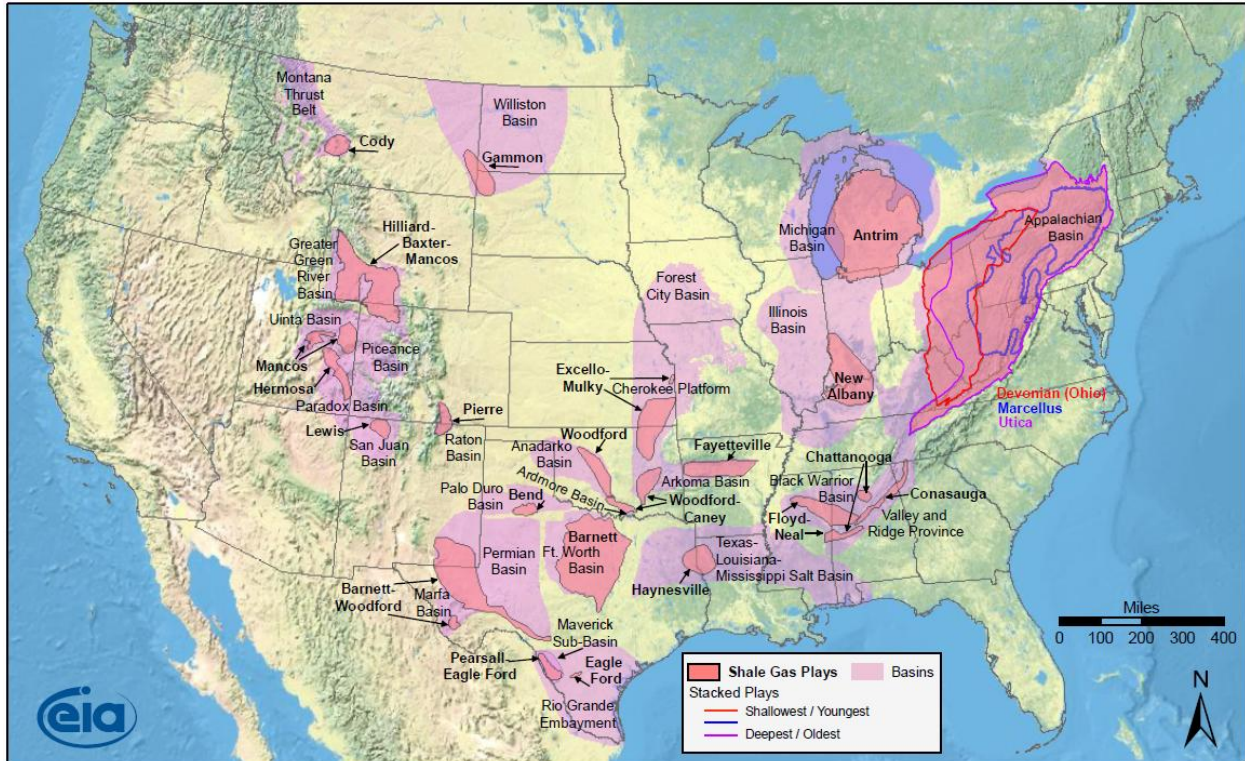 Montana
Thrust
Belt
Cody
Williston
Basin
Gammon
Hilliard-
Baxter-
Mancos
Greater
Green
River
Basin
Uinta Basin
Mancos
Piceance
Basin
Hermosa
Paradox Basin
Lewis
San Juan
Basin
Pierre
Raton
Basin
Michigan
Basin
Antrim
Forest
City Basin
Illinois
Basin
New
Albany
Excello-
Mulky
Cherokee Platform
Appalachian
Basin
Devonian (Ohio)
Marcellus
Utica
Woodford
Anadarko
Basin
Fayetteville
Arkoma Basin
Ardmore Basin
Woodford-
Caney
Palo Duro
Basin
Bend
Chattanooga
Black Warrior
Basin
Conasauga
Floyd-
Neal
Valley and
Ridge Province
Permian
Basin
Barnett
Ft. Worth
Basin
Texas-
Louisiana-
Mississippi Salt Basin
Haynesville
Barnett-
Woodford
Marfa
Basin
Maverick
Sub-Basin
Pearsall-
Eagle Ford
Eagle
Ford
Rio Grande
Embayment
Miles
0 100 200 300 400
N
Shale Gas Plays
Basins
Stacked Plays
Shallowest / Youngest
Deepest / Oldest
eia